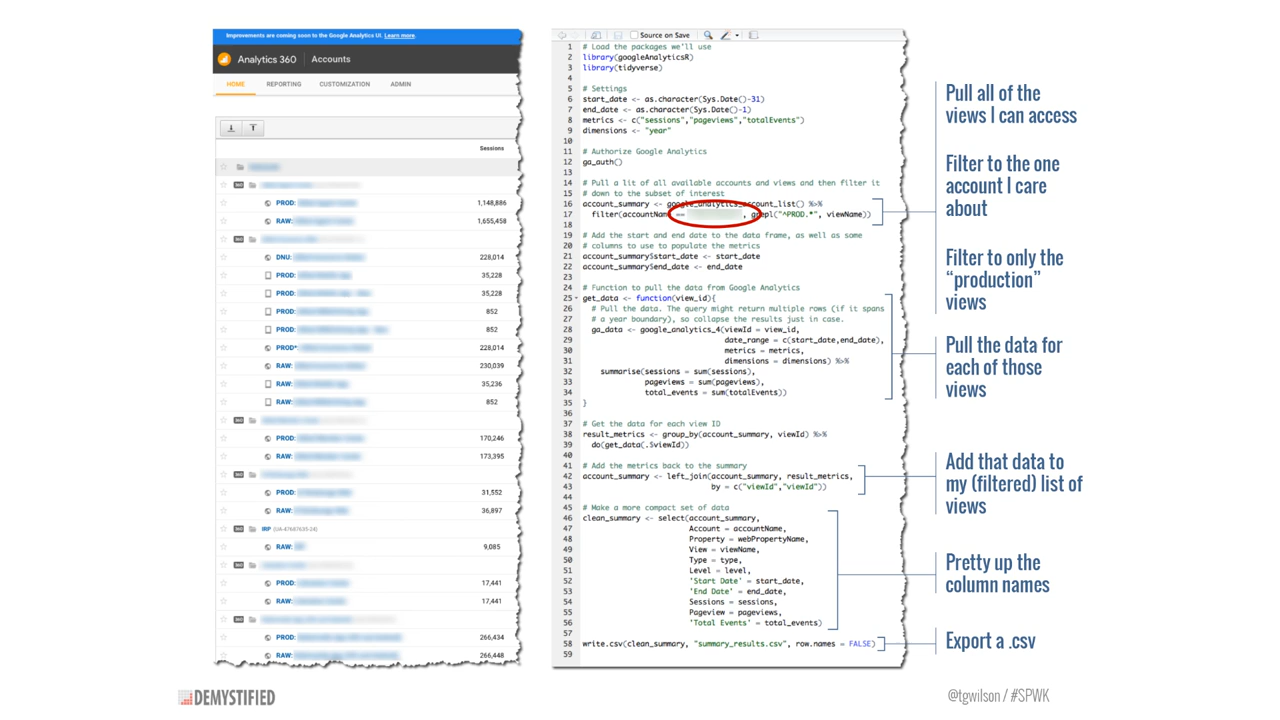 Improvements are coming soon to the Google Analytics UI. Learn more.
Analytics 360 | Accounts
HOME REPORTING CUSTOMIZATION ADMIN
Sessions
PROD: 1,148,886
RAW: 1,655,458
DNU: 228,014
PROD: 35,228
PROD: 35,228
PROD: 852
PROD: 852
PROD*: 228,014
RAW: 230,039
RAW: 35,236
RAW: 852
PROD: 170,246
RAW: 173,395
PROD: 31,552
RAW: 36,897
360 IRP (UA-47687635-24)
RAW: 9,085
PROD: 17,441
RAW: 17,441
PROD: 266,434
RAW: 266,448
Source on Save
1 # Load the packages we'll use
2 library(googleAnalyticsR)
3 library(tidyverse)
4
5 # Settings
6 start_date <- as.character(Sys.Date()-31)
7 end_date <- as.character(Sys.Date()-1)
8 metrics <- c("sessions","pageviews","totalEvents")
9 dimensions <- "year"
10
11 # Authorize Google Analytics
12 ga_auth()
13
14 # Pull a lit of all available accounts and views and then filter it
15 # down to the subset of interest
16 account_summary <- google_analytics_account_list() %>%
17 filter(accountName == , grepl("^PROD.*", viewName))
18
19 # Add the start and end date to the data frame, as well as some
20 # columns to use to populate the metrics
21 account_summary$start_date <- start_date
22 account_summary$end_date <- end_date
23
24 # Function to pull the data from Google Analytics
25 get_data <- function(view_id){
26 # Pull the data. The query might return multiple rows (if it spans
27 # a year boundary), so collapse the results just in case.
28 ga_data <- google_analytics_4(viewId = view_id,
29 date_range = c(start_date,end_date),
30 metrics = metrics,
31 dimensions = dimensions) %>%
32 summarise(sessions = sum(sessions),
33 pageviews = sum(pageviews),
34 total_events = sum(totalEvents))
35 }
36
37 # Get the data for each view ID
38 result_metrics <- group_by(account_summary, viewId) %>%
39 do(get_data(.$viewId))
40
41 # Add the metrics back to the summary
42 account_summary <- left_join(account_summary, result_metrics,
43 by = c("viewId","viewId"))
44
45 # Make a more compact set of data
46 clean_summary <- select(account_summary,
47 Account = accountName,
48 Property = webPropertyName,
49 View = viewName,
50 Type = type,
51 Level = level,
52 'Start Date' = start_date,
53 'End Date' = end_date,
54 Sessions = sessions,
55 Pageview = pageviews,
56 'Total Events' = total_events)
57
58 write.csv(clean_summary, "summary_results.csv", row.names = FALSE)
59
Pull all of the
views I can access
Filter to the one
account I care
about
Filter to only the
“production”
views
Pull the data for
each of those
views
Add that data to
my (filtered) list of
views
Pretty up the
column names
Export a .csv
DEMYSTIFIED
@tgwilson / #SPWK